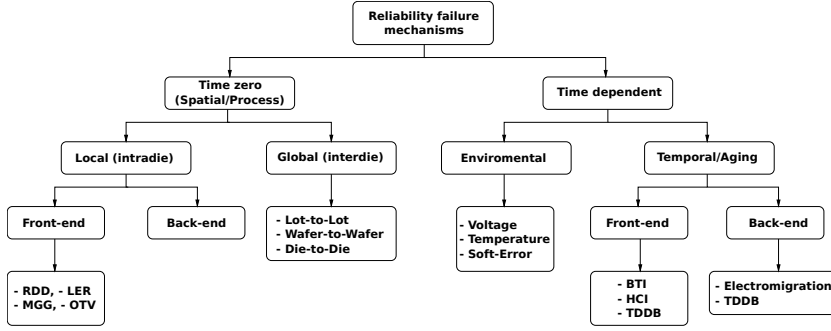 Reliability failure
mechanisms
Time zero
(Spatial/Process)
Time dependent
Local (intradie)
Global (interdie)
Enviromental
Temporal/Aging
Front-end
Back-end
- Lot-to-Lot
- Wafer-to-Wafer
- Die-to-Die
- Voltage
- Temperature
- Soft-Error
Front-end
Back-end
- RDD, - LER
- MGG, - OTV
- BTI
- HCI
- TDDB
- Electromigration
- TDDB